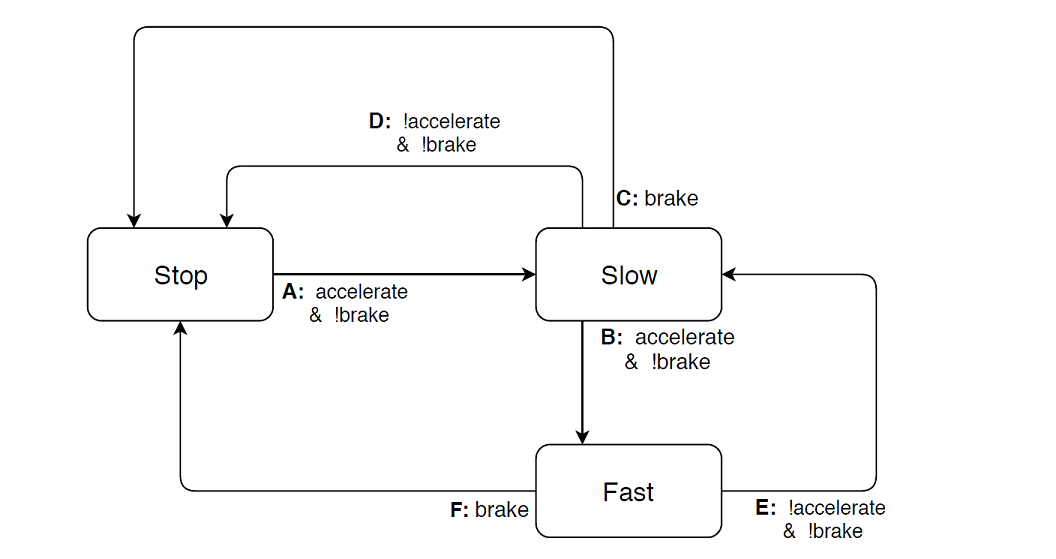 D: !accelerate
& !brake
C: brake
Stop
Slow
A: accelerate
& !brake
B: accelerate
& !brake
Fast
F: brake
E: !accelerate
& !brake